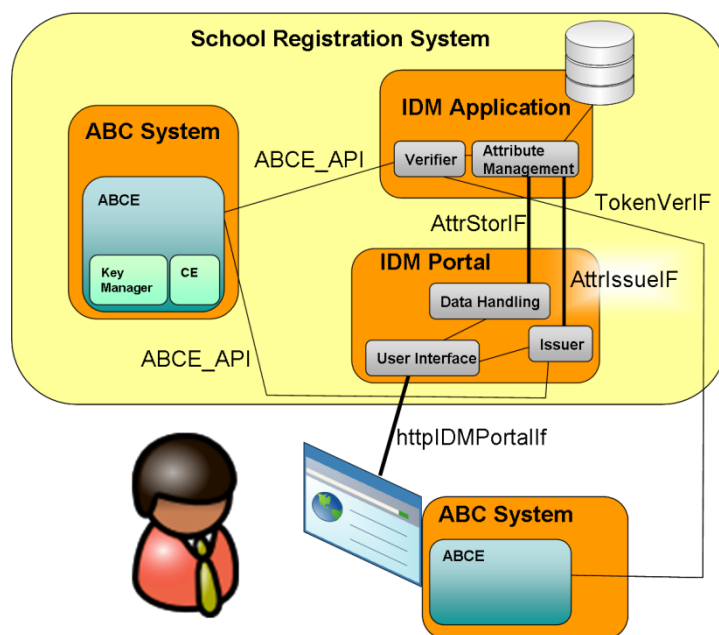 School Registration System
IDM Application
ABC System
Verifier
Attribute
Management
ABCE_API
ABCE
TokenVerIF
AttrStorIF
IDM Portal
Key
Manager
CE
AttrIssueIF
Data Handling
ABCE_API
User Interface
Issuer
httpIDMPortalIf
ABC System
ABCE